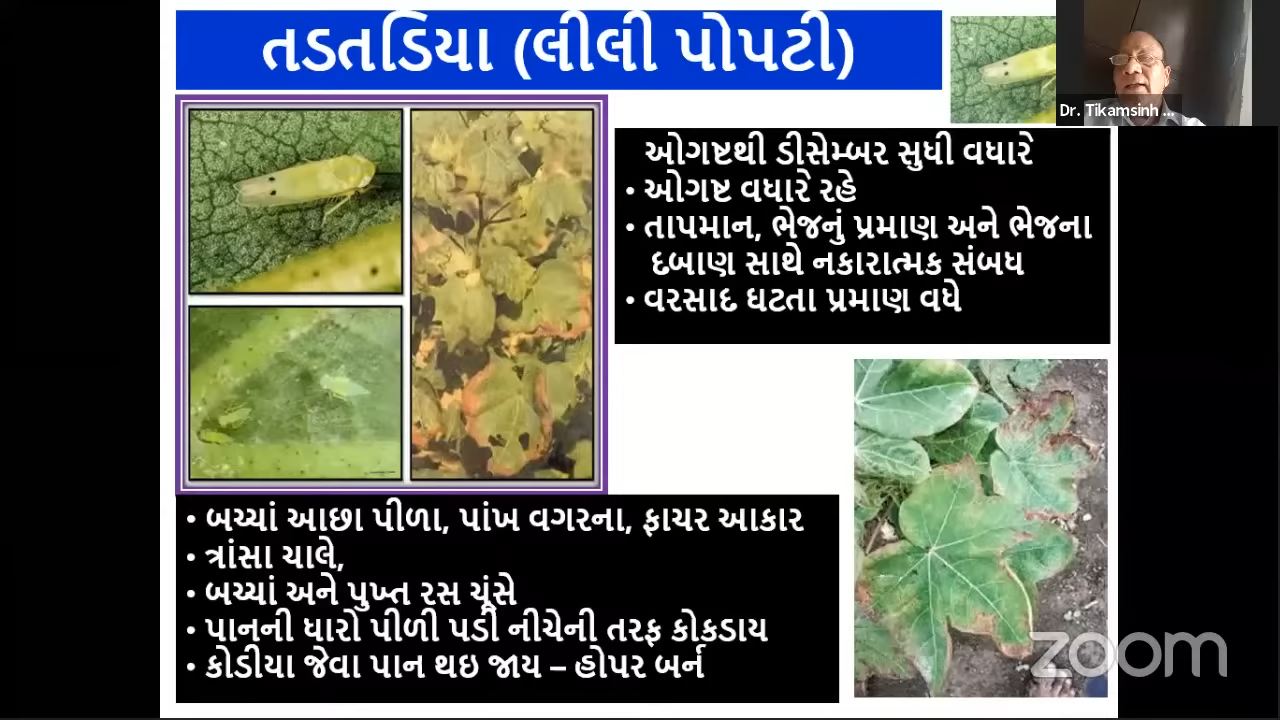 તડતડિયા (લીલી પોપટી)
Dr. Tikamsinh ...
ઓગષ્ટથી ડીસેમ્બર સુધી વધારે
• ઓગષ્ટ વધારે રહે
• તાપમાન, ભેજનું પ્રમાણ અને ભેજના
દબાણ સાથે નકારાત્મક સંબધ
• વરસાદ ઘટતા પ્રમાણ વધે
• બચ્ચાં આછા પીળા, પાંખ વગરના, ફાયર આકાર
• ત્રાંસા ચાલે,
• બચ્ચાં અને પુખ્ત રસ ચૂંસે
• પાનની ધારો પીળી પડી નીચેની તરફ કોકડાય
• કોડીયા જેવા પાન થઇ જાય – હોપર બર્ન
zoom